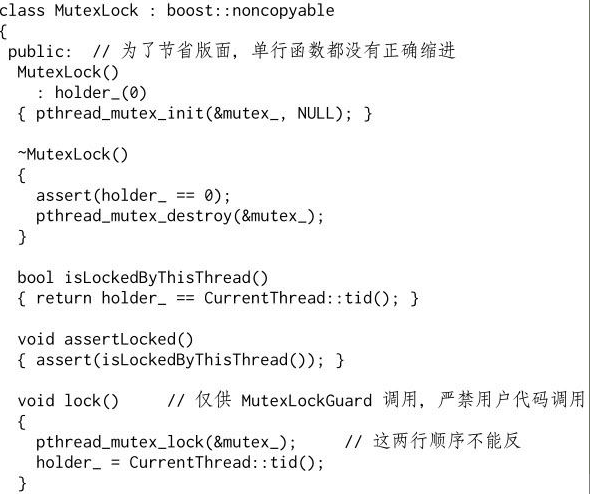 class MutexLock : boost::noncopyable
{
 public:  // 为了节省版面，单行函数都没有正确缩进
  MutexLock()
    : holder_(0)
  { pthread_mutex_init(&mutex_, NULL); }

  ~MutexLock()
  {
    assert(holder_ == 0);
    pthread_mutex_destroy(&mutex_);
  }

  bool isLockedByThisThread()
  { return holder_ == CurrentThread::tid(); }

  void assertLocked()
  { assert(isLockedByThisThread()); }

  void lock()     // 仅供 MutexLockGuard 调用，严禁用户代码调用
  {
    pthread_mutex_lock(&mutex_);     // 这两行顺序不能反
    holder_ = CurrentThread::tid();
  }